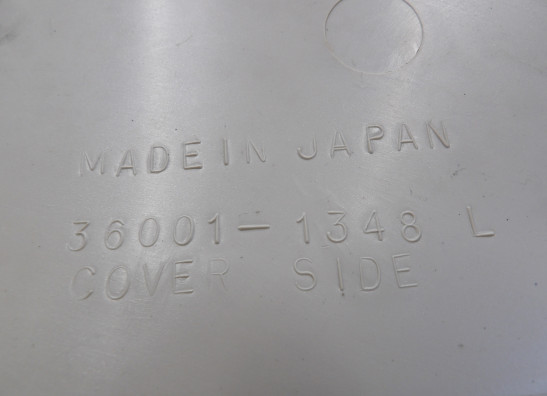 MADE IN JAPAN
36001-1348 L
COVER SIDE